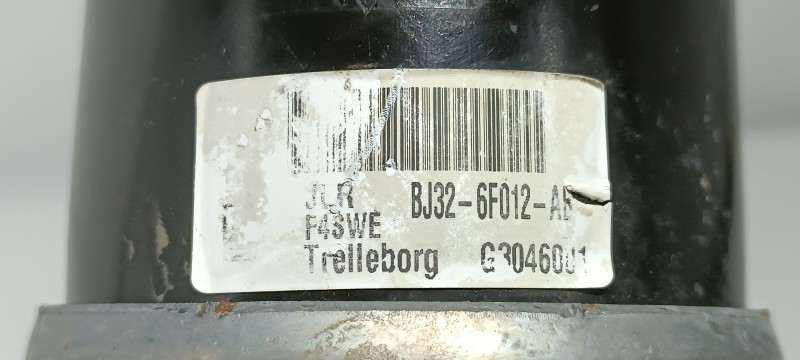 JLR BJ32-6F012-AB
F4SWE
Trelleborg G3046001